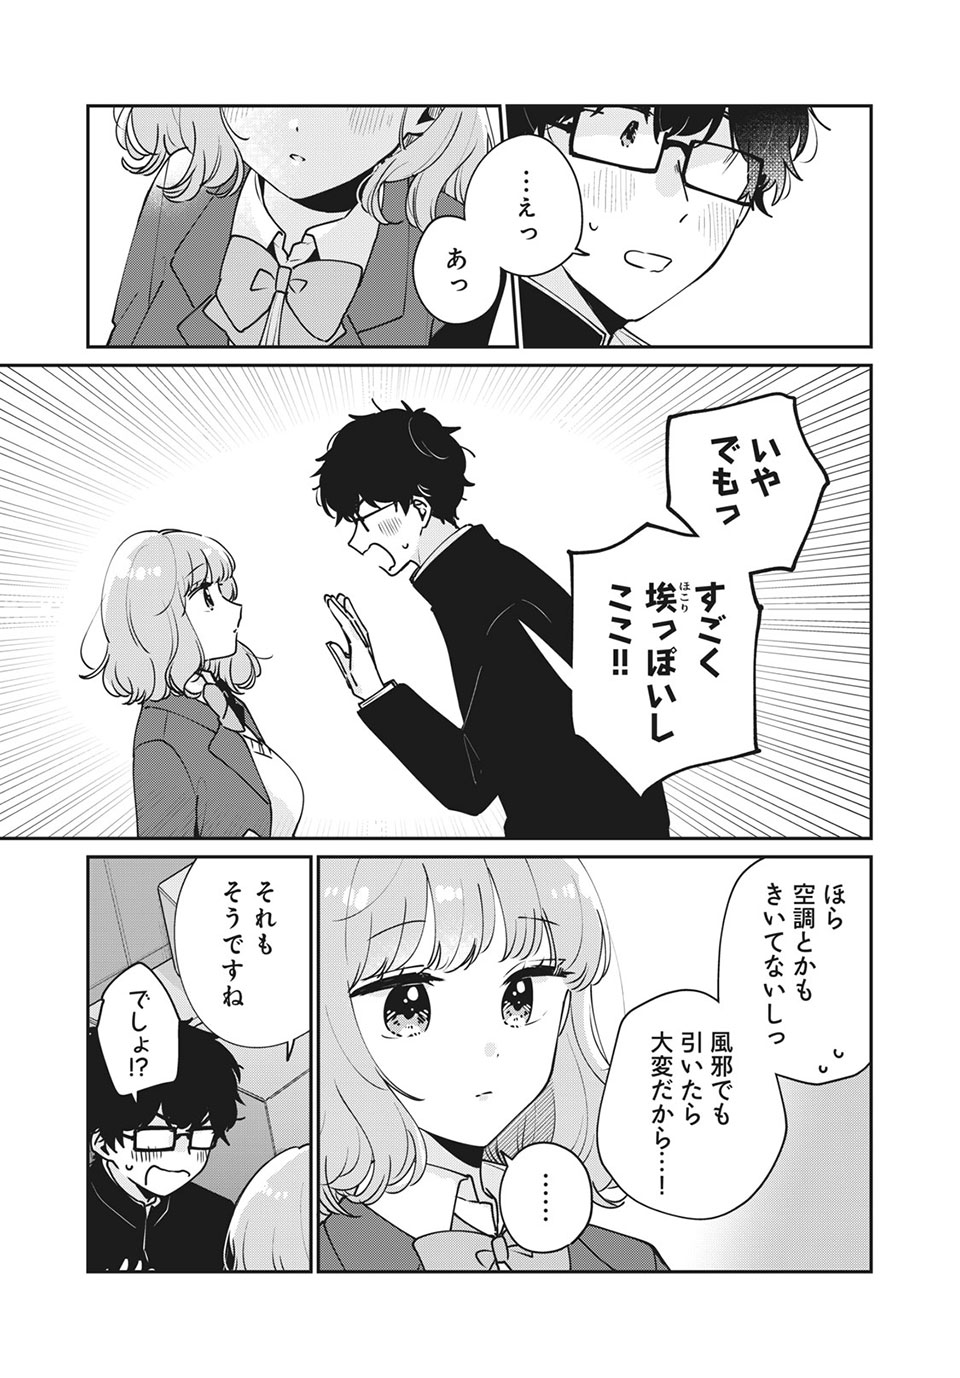 …えっ
あっ
いや
でもっ
すごく
埃っぽいし
ほこり
ここ!!
ほら
空調とかも
きいてないしっ
風邪でも
引いたら
大変だから……!
……
それも
そうですね
でしょ!?